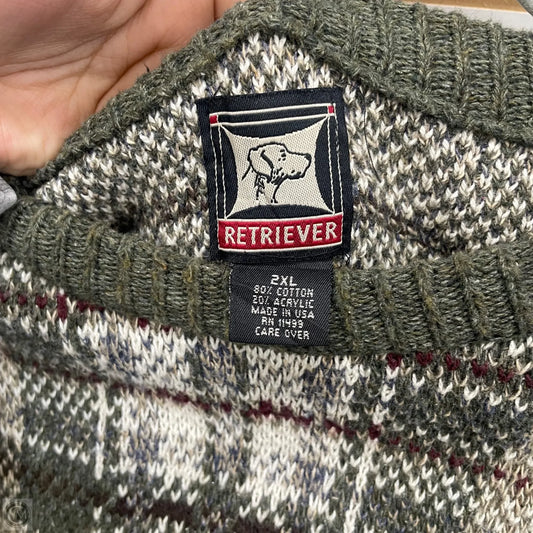 RETRIEVER
2XL
80% COTTON
20% ACRYLIC
MADE IN USA
RN 11499
CARE OVER